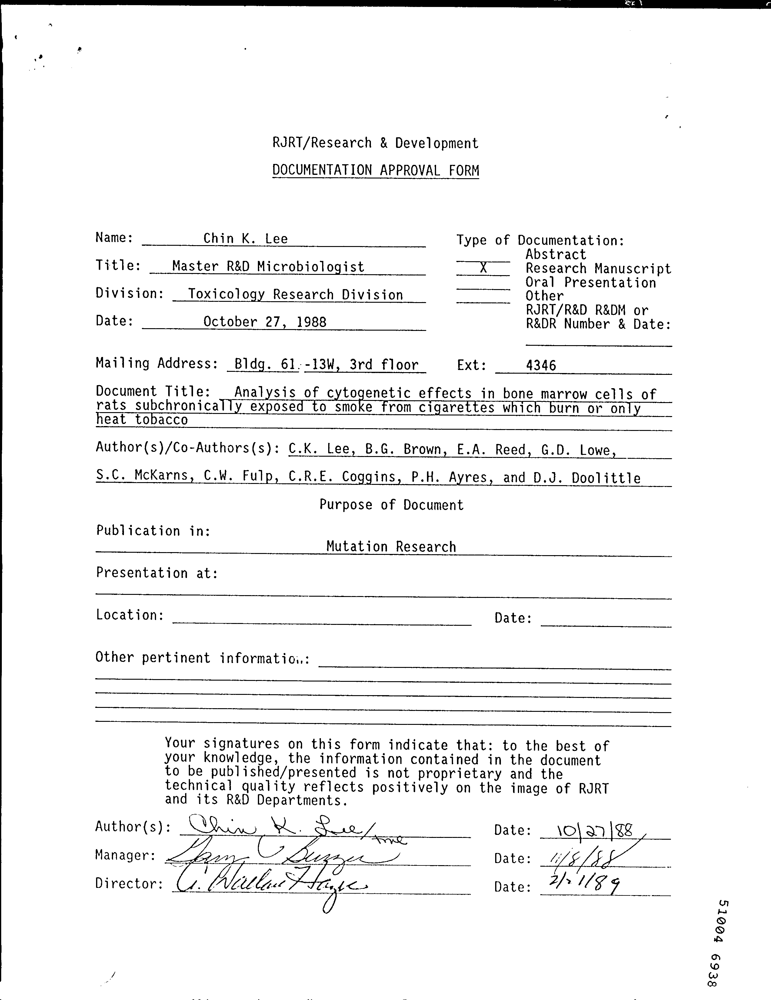 RJRT/Research & Development
DOCUMENTATION APPROVAL FORM
Name: Chin K. Lee
Type of Documentation:
Abstract
Title: Master R&D Microbiologist
X Research Manuscript
Oral Presentation
Division: Toxicology Research Division
Other
RJRT/R&D R&DM or
Date: October 27, 1988
R&DR Number & Date:
Mailing Address: Bldg. 61.-13W, 3rd floor Ext: 4346
Document Title: Analysis of cytogenetic effects in bone marrow cells of
rats subchronically exposed to smoke from cigarettes which burn or only
heat tobacco
Author(s)/Co-Authors(s): C.K. Lee, B.G. Brown, E.A. Reed, G.D. Lowe,
S.C. McKarns, C.W. Fulp, C.R.E. Coggins, P.H. Ayres, and D.J. Doolittle
Purpose of Document
Publication in:
Mutation Research
Presentation at:
Location: Date:
Other pertinent information:
Your signatures on this form indicate that: to the best of
your knowledge, the information contained in the document
to be published/presented is not proprietary and the
technical quality reflects positively on the image of RJRT
and its R&D Departments.
Author(s): Chin K. Lee/ Date: 10/27/88
Manager: Date: 11/8/88
Director: Wallace Hayes Date:
51004 6938